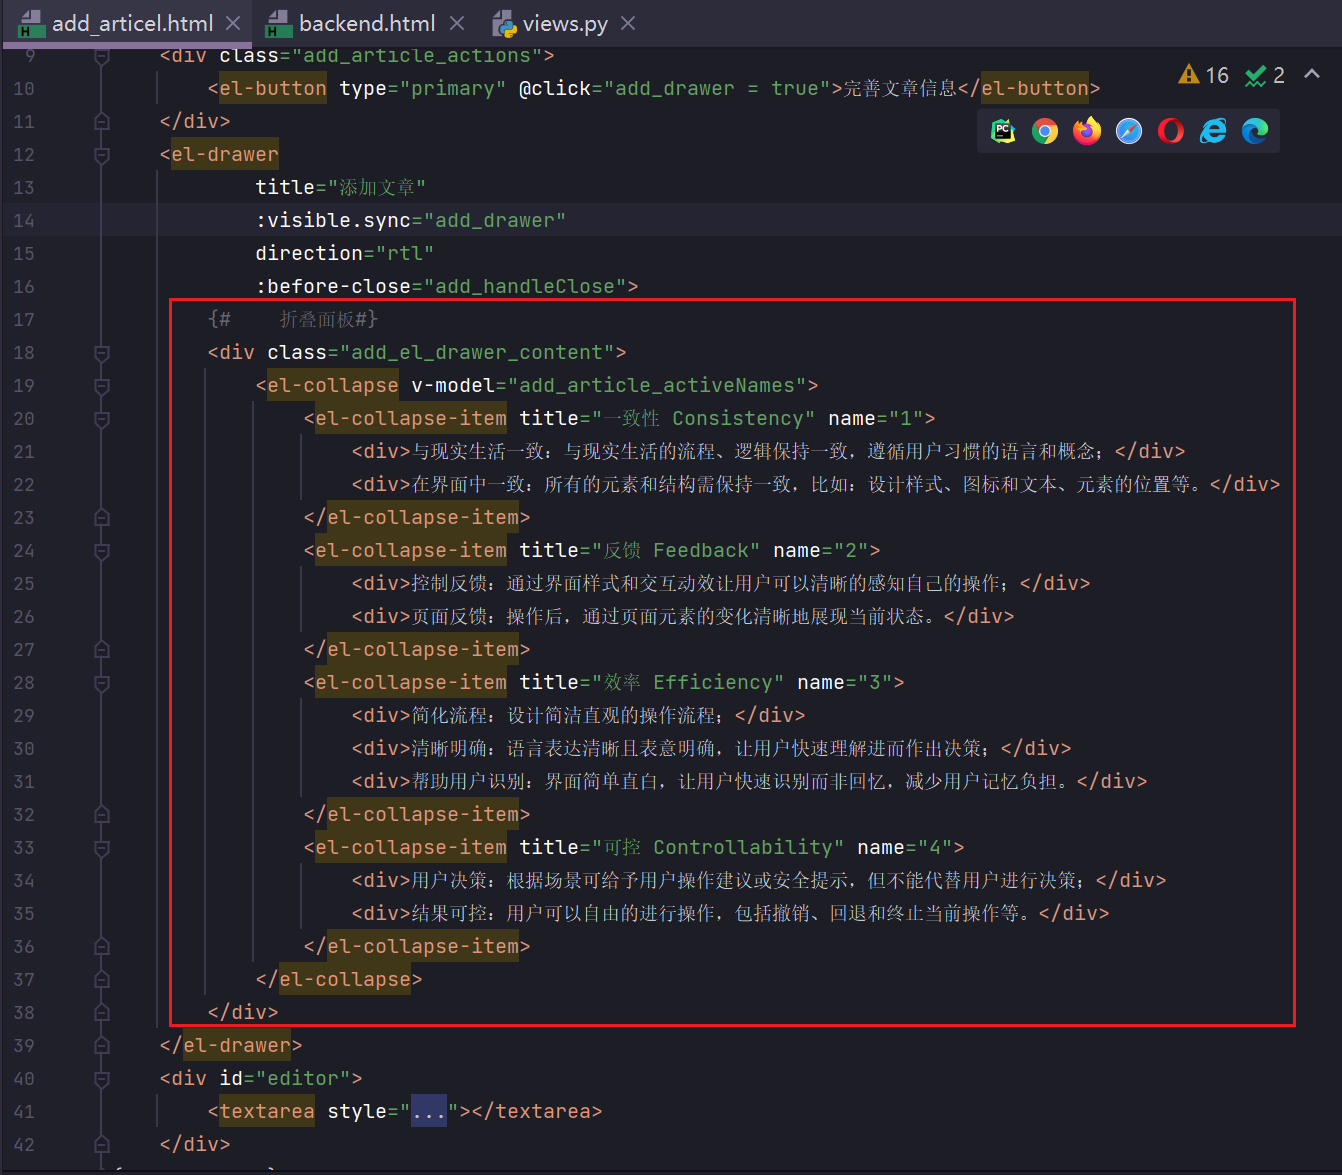 add_articel.html
backend.html
views.py
16
2
9 <div class="add_article_actions">
10 <el-button type="primary" @click="add_drawer = true">完善文章信息</el-button>
11 </div>
12 <el-drawer
13 title="添加文章"
14 :visible.sync="add_drawer"
15 direction="rtl"
16 :before-close="add_handleClose">
17 {# 折叠面板#}
18 <div class="add_el_drawer_content">
19 <el-collapse v-model="add_article_activeNames">
20 <el-collapse-item title="一致性 Consistency" name="1">
21 <div>与现实生活一致：与现实生活的流程、逻辑保持一致，遵循用户习惯的语言和概念；</div>
22 <div>在界面中一致：所有的元素和结构需保持一致，比如：设计样式、图标和文本、元素的位置等。</div>
23 </el-collapse-item>
24 <el-collapse-item title="反馈 Feedback" name="2">
25 <div>控制反馈：通过界面样式和交互动效让用户可以清晰的感知自己的操作；</div>
26 <div>页面反馈：操作后，通过页面元素的变化清晰地展现当前状态。</div>
27 </el-collapse-item>
28 <el-collapse-item title="效率 Efficiency" name="3">
29 <div>简化流程：设计简洁直观的操作流程；</div>
30 <div>清晰明确：语言表达清晰且表意明确，让用户快速理解进而作出决策；</div>
31 <div>帮助用户识别：界面简单直白，让用户快速识别而非回忆，减少用户记忆负担。</div>
32 </el-collapse-item>
33 <el-collapse-item title="可控 Controllability" name="4">
34 <div>用户决策：根据场景可给予用户操作建议或安全提示，但不能代替用户进行决策；</div>
35 <div>结果可控：用户可以自由的进行操作，包括撤销、回退和终止当前操作等。</div>
36 </el-collapse-item>
37 </el-collapse>
38 </div>
39 </el-drawer>
40 <div id="editor">
41 <textarea style="..."></textarea>
42 </div>